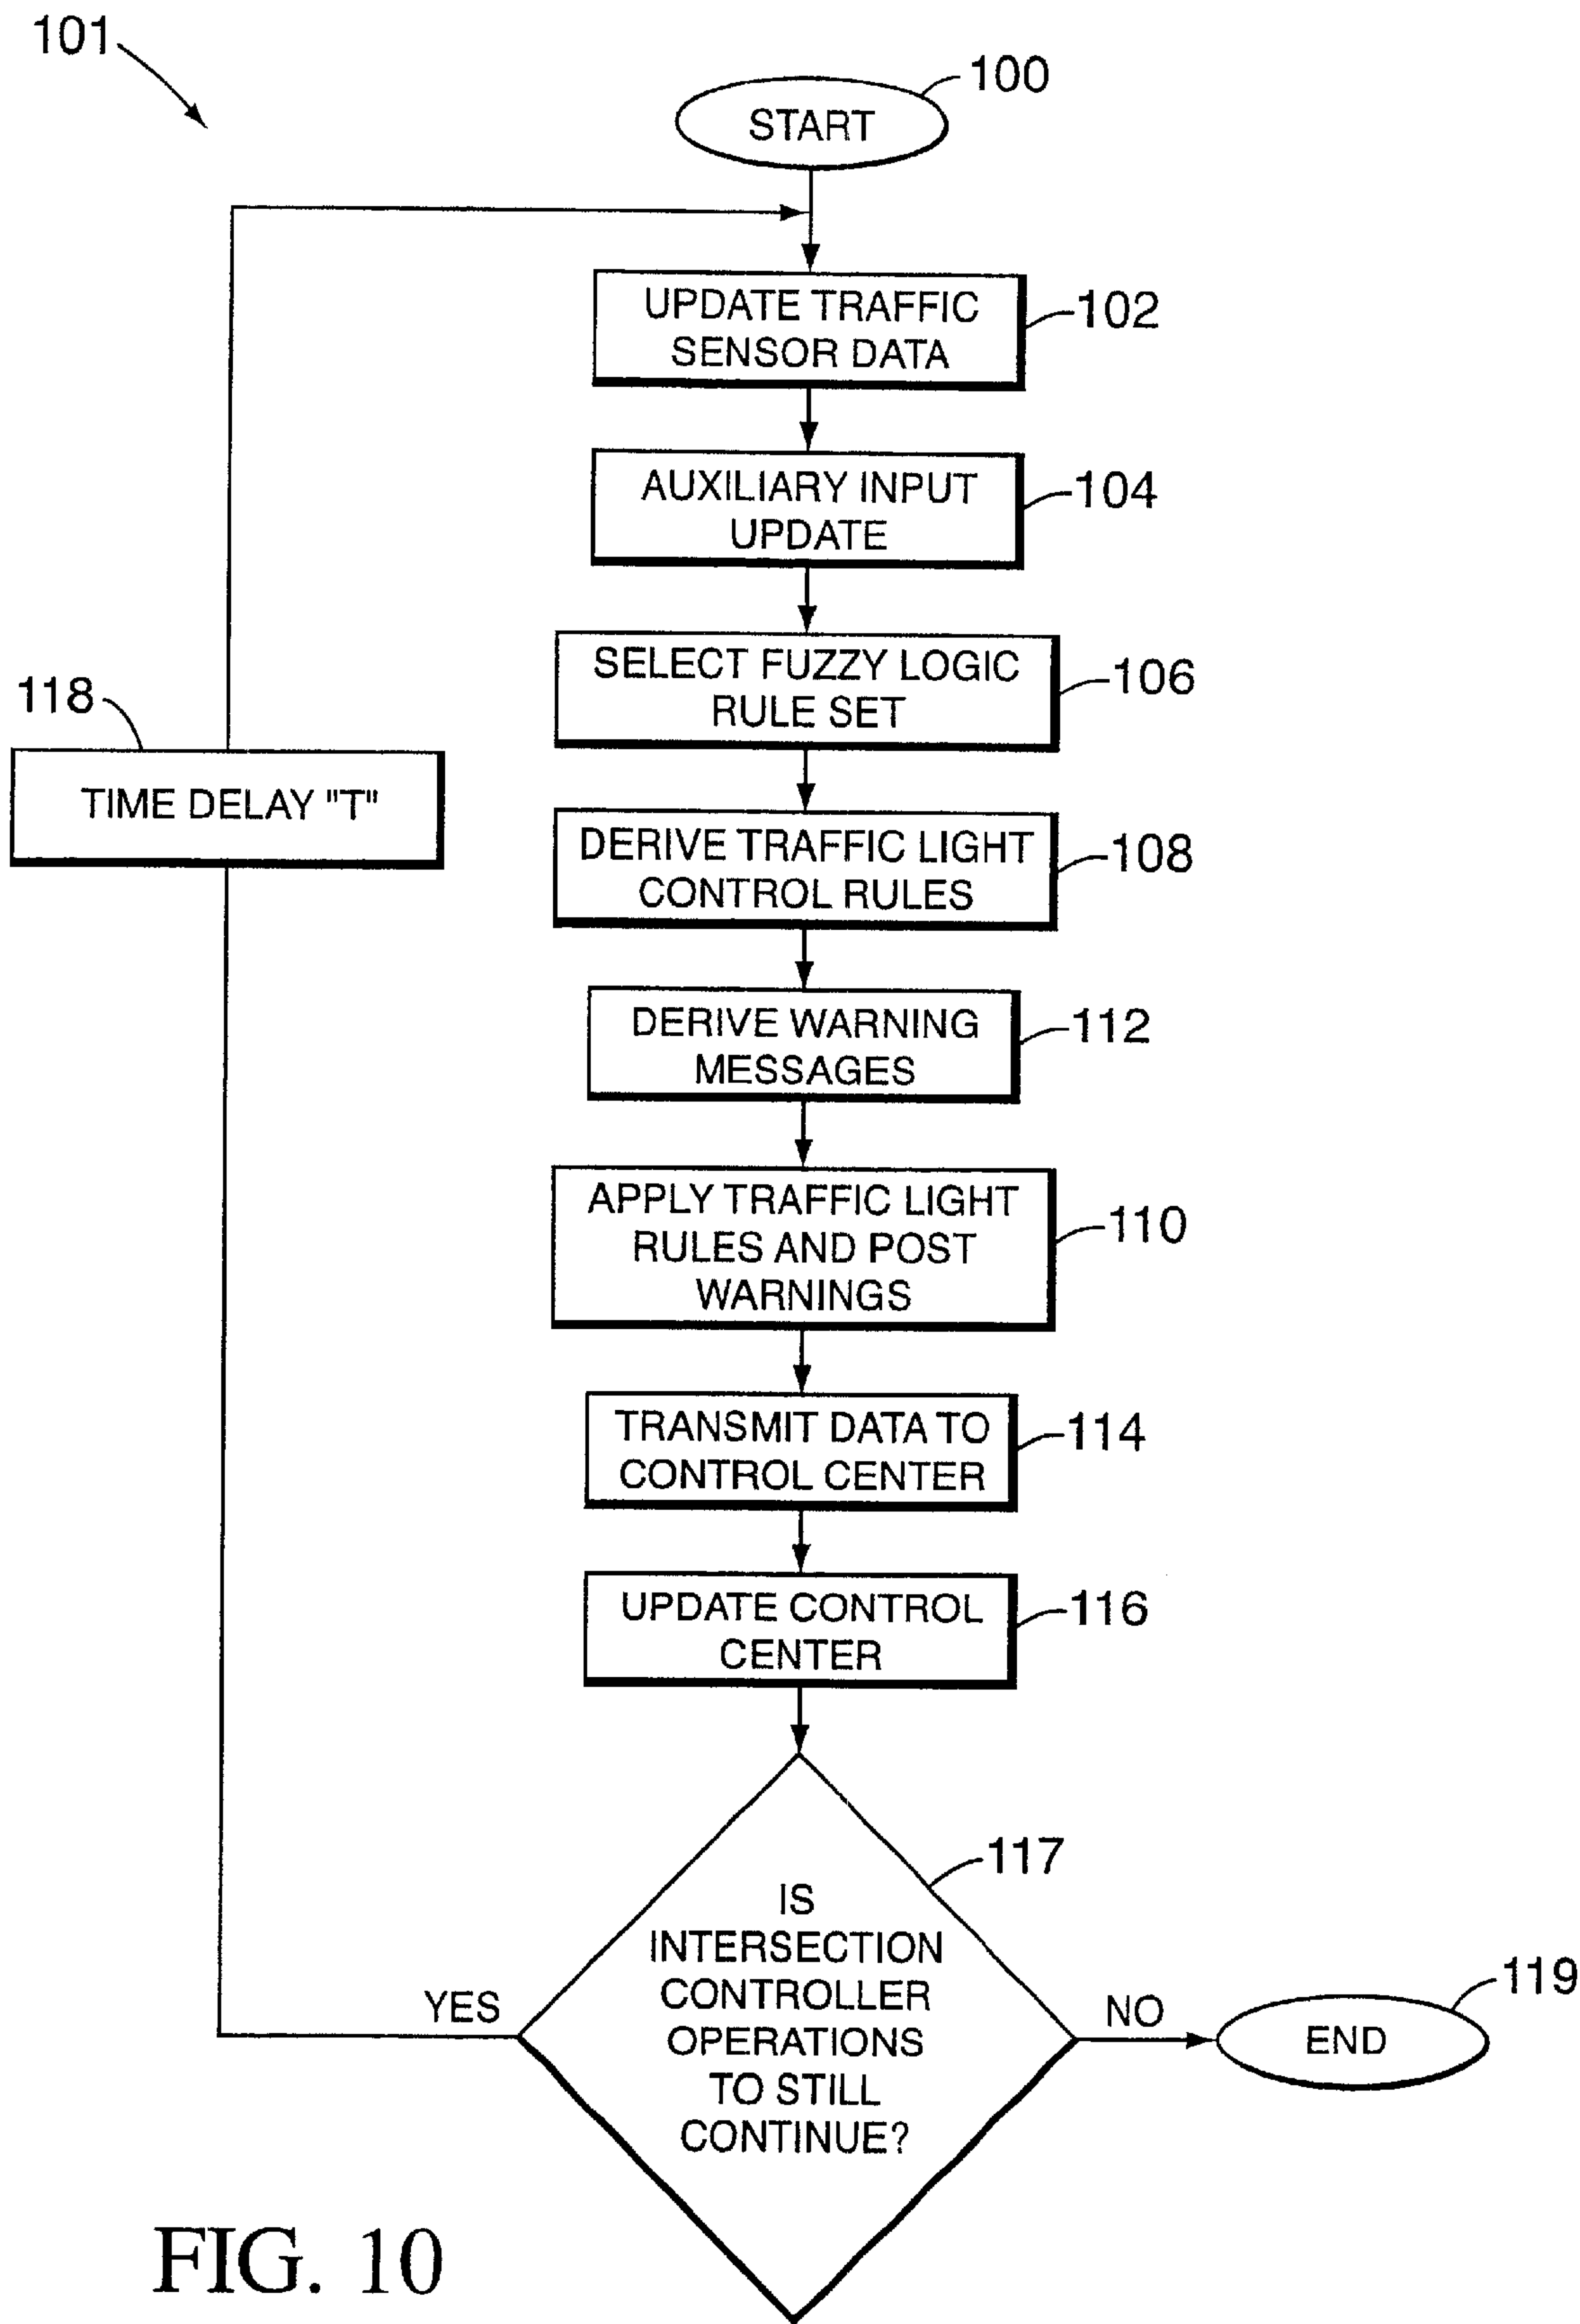 101
100
START
UPDATE TRAFFIC
SENSOR DATA
102
AUXILIARY INPUT
UPDATE
104
SELECT FUZZY LOGIC
RULE SET
106
118
TIME DELAY "T"
DERIVE TRAFFIC LIGHT
CONTROL RULES
108
DERIVE WARNING
MESSAGES
112
APPLY TRAFFIC LIGHT
RULES AND POST
WARNINGS
110
TRANSMIT DATA TO
CONTROL CENTER
114
UPDATE CONTROL
CENTER
116
117
IS
INTERSECTION
CONTROLLER
OPERATIONS
TO STILL
CONTINUE?
YES
NO
119
END
FIG. 10